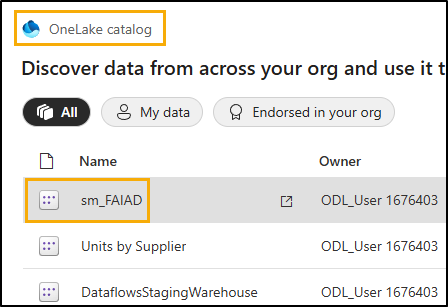 OneLake catalog
Discover data from across your org and use it t
All My data Endorsed in your org
Name Owner
sm_FAIAD ODL_User 1676403
Units by Supplier ODL_User 1676403
DataflowsStagingWarehouse ODL_User 1676403